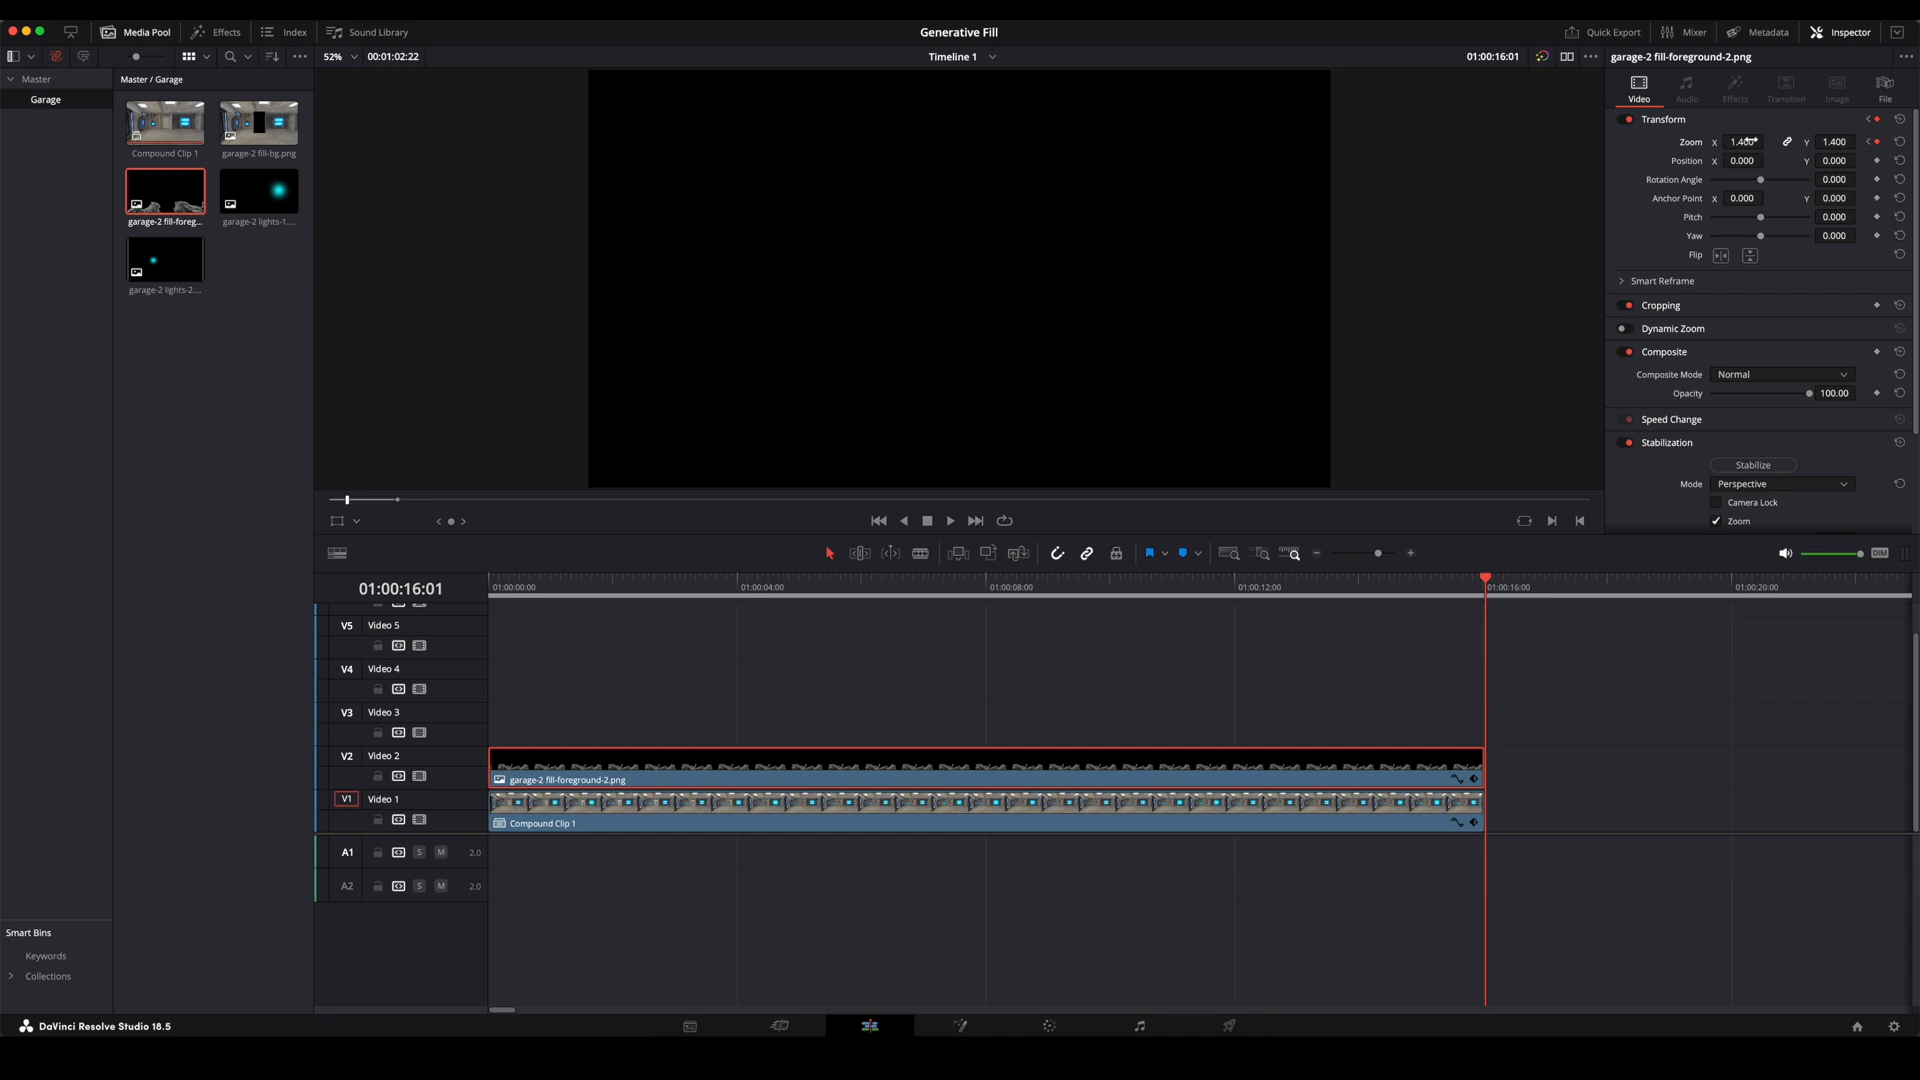 Media Pool
Effects
Index
Sound Library
Generative Fill
Quick Export
Mixer
Metadata
Inspector
52%
00:01:02:22
Timeline 1
01:00:16:01
garage-2 fill-foreground-2.png
Master
Garage
Master / Garage
Compound Clip 1
garage-2 fill-bg.png
garage-2 fill-foreg...
garage-2 lights-1....
garage-2 lights-2....
Video
Audio
Effects
Transition
Image
File
Transform
Zoom X 1.400 Y 1.400
Position X 0.000 Y 0.000
Rotation Angle 0.000
Anchor Point X 0.000 Y 0.000
Pitch 0.000
Yaw 0.000
Flip
Smart Reframe
Cropping
Dynamic Zoom
Composite
Composite Mode Normal
Opacity 100.00
Speed Change
Stabilization
Stabilize
Mode Perspective
Camera Lock
Zoom
DIM
01:00:16:01
01:00:00:00
01:00:04:00
01:00:08:00
01:00:12:00
01:00:16:00
01:00:20:00
V5 Video 5
V4 Video 4
V3 Video 3
V2 Video 2
garage-2 fill-foreground-2.png
V1 Video 1
Compound Clip 1
A1 S M 2.0
A2 S M 2.0
Smart Bins
Keywords
Collections
DaVinci Resolve Studio 18.5